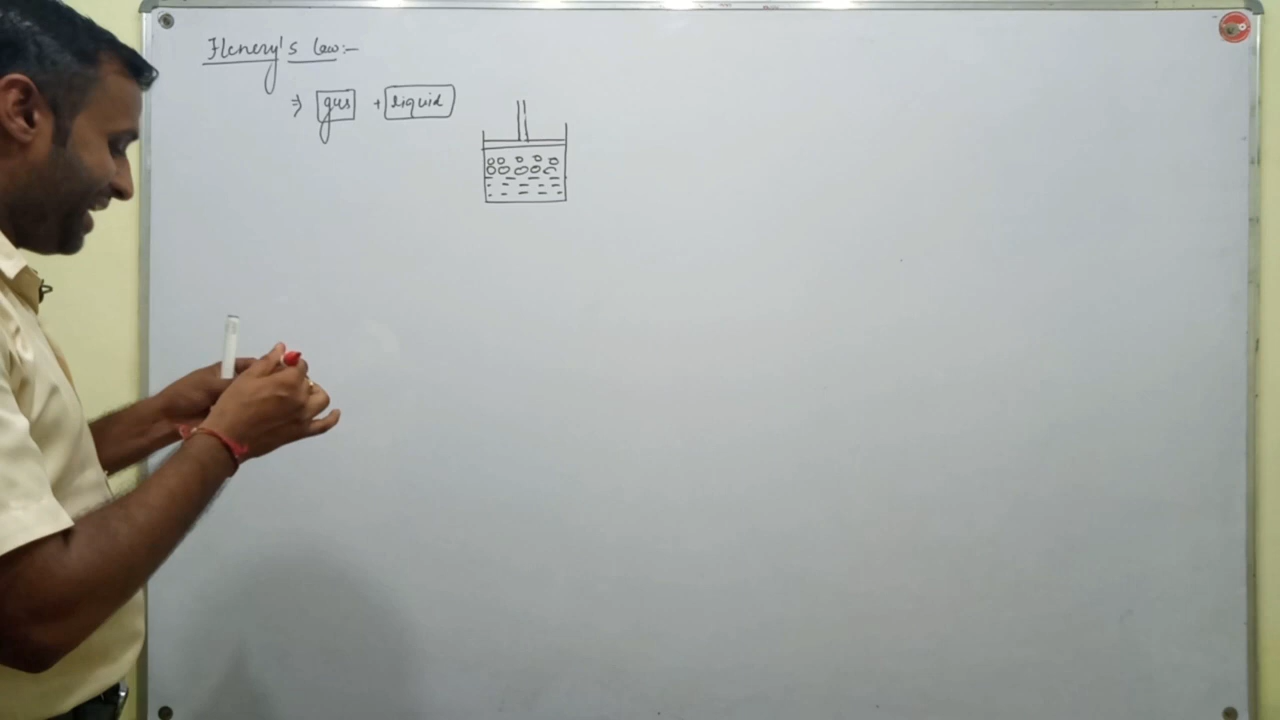 Henery's law:-
⇒ gas + liquid